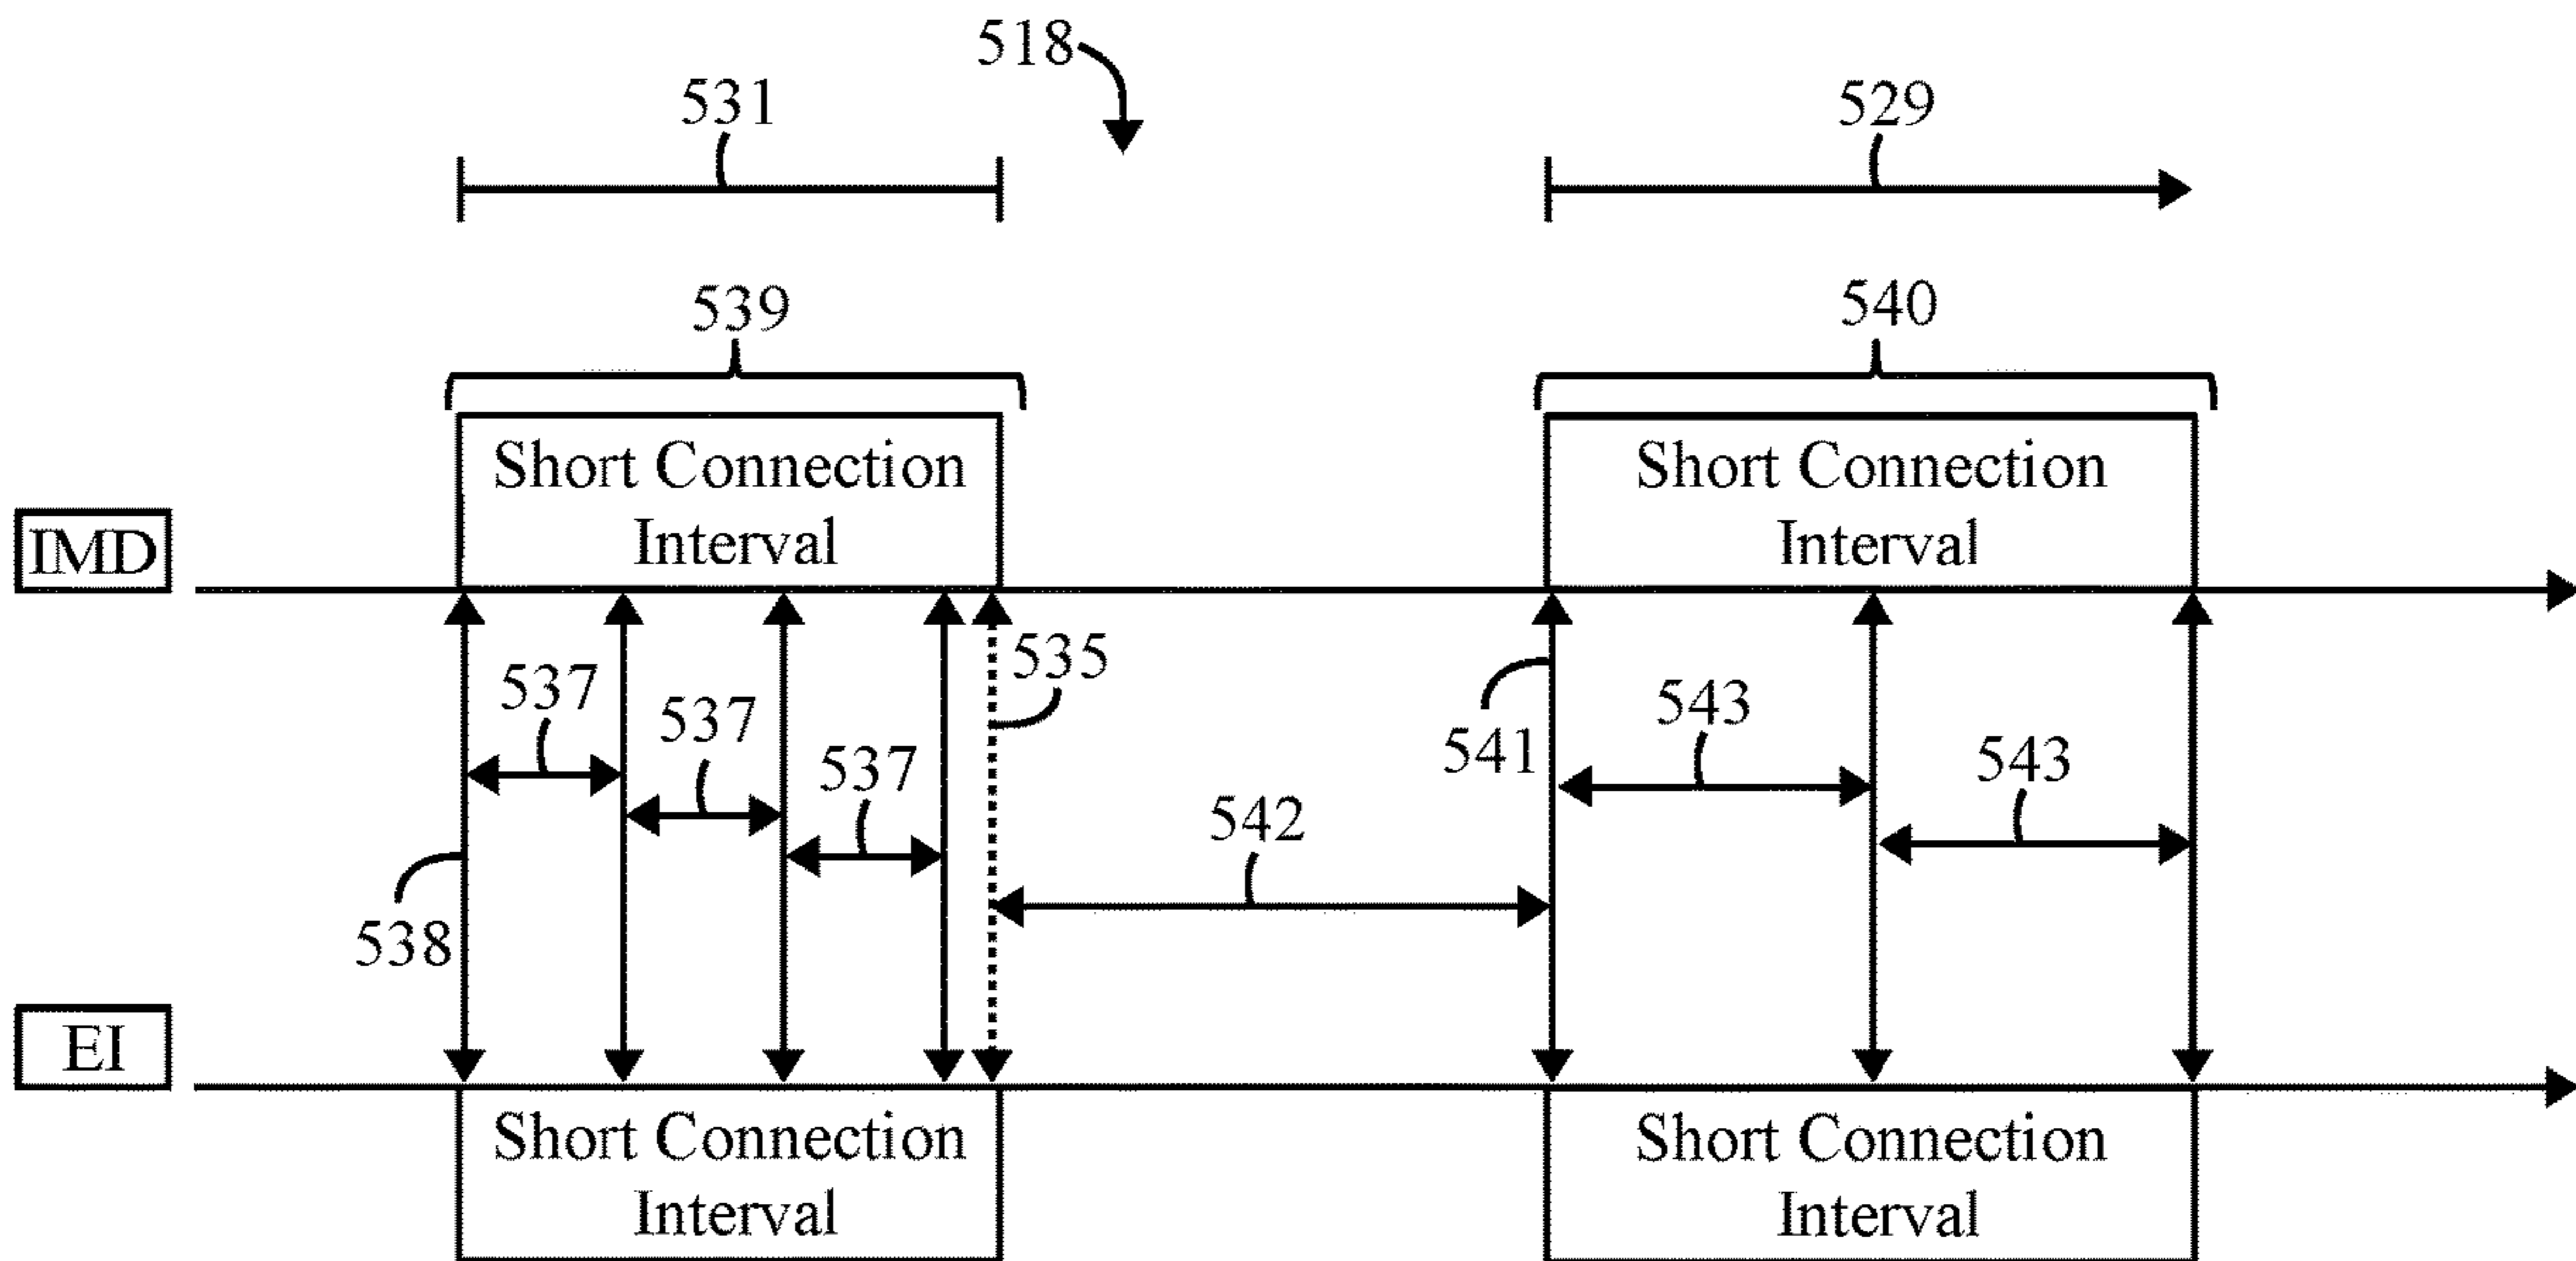 518
531
529
539
540
Short Connection
Interval
Short Connection
Interval
IMD
535
537
537
537
541
543
543
542
538
EI
Short Connection
Interval
Short Connection
Interval